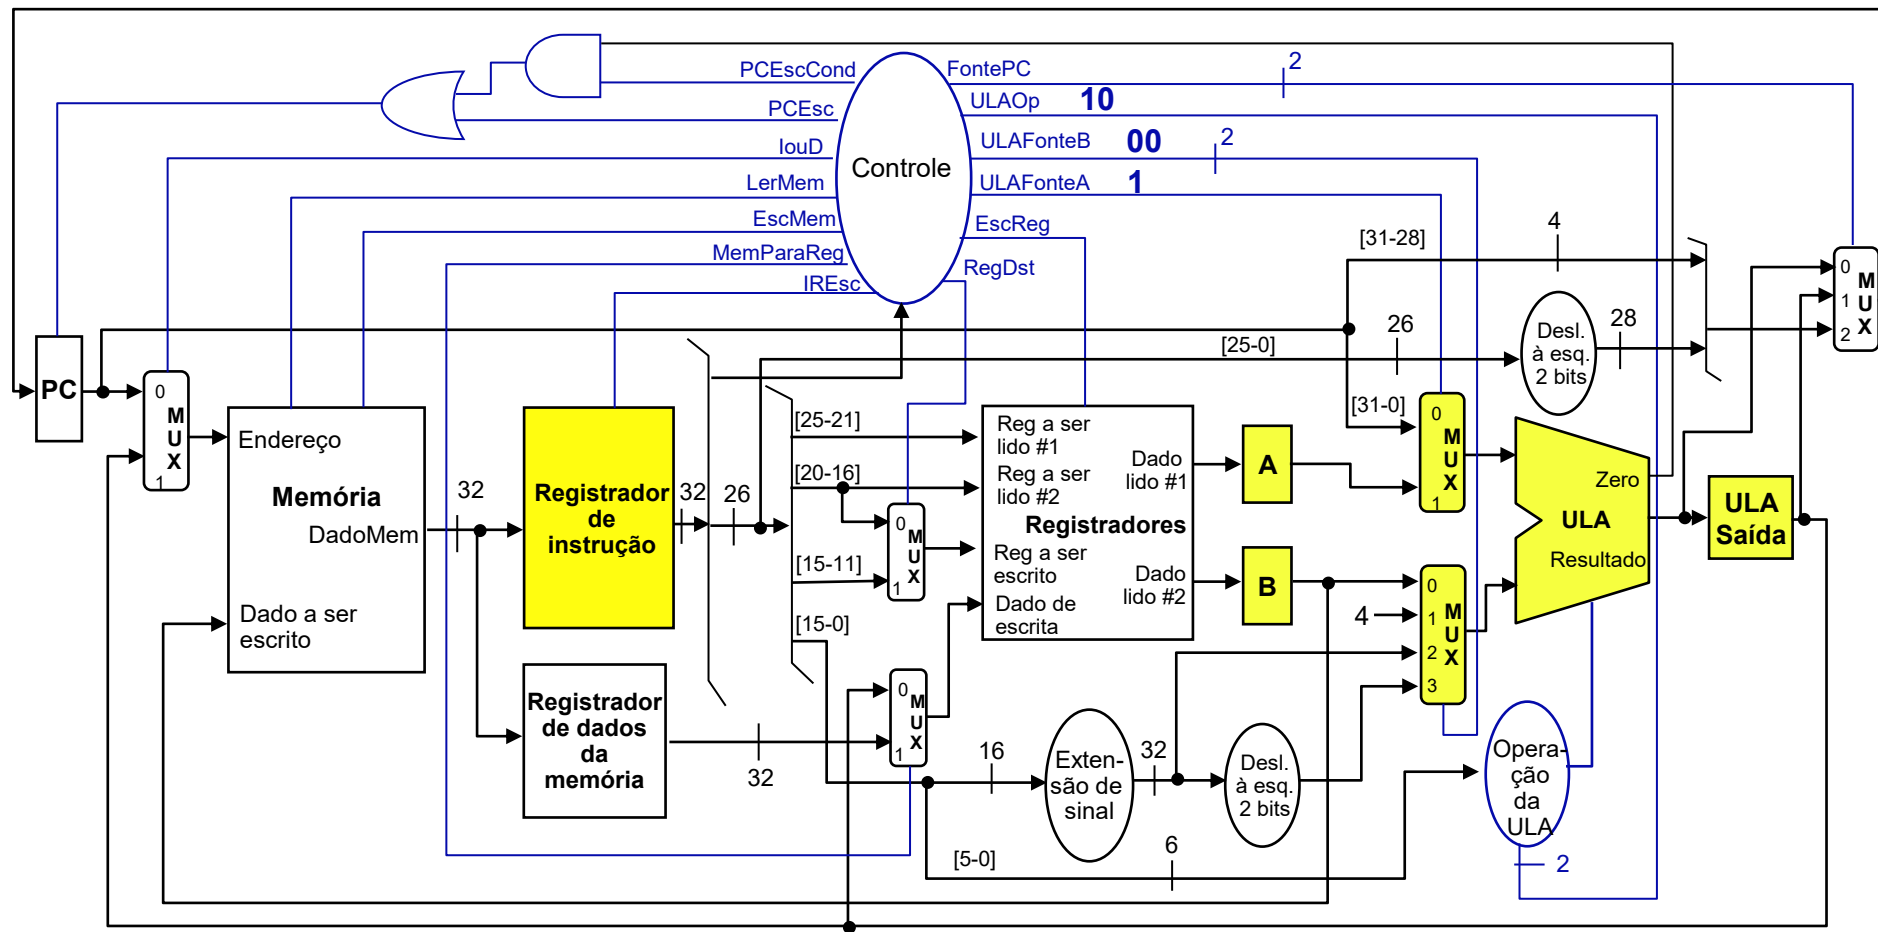 PCEscCond
PCEsc
IouD
LerMem
EscMem
MemParaReg
IREsc
Controle
FontePC
2
ULAOp 10
ULAFonteB 00
2
ULAFonteA 1
EscReg
RegDst
[31-28]
4
26
[25-0]
Desl.
à esq.
2 bits
28
0
1
2
M
U
X
PC
0
M
U
X
1
Endereço
Memória
DadoMem
Dado a ser
escrito
32
Registrador
de
instrução
32
26
Registrador
de dados
da
memória
32
[25-21]
[20-16]
[15-11]
[15-0]
0
M
U
X
1
0
M
U
X
1
Reg a ser
lido #1
Reg a ser
lido #2
Registradores
Reg a ser
escrito
Dado de
escrita
Dado
lido #1
Dado
lido #2
A
B
[31-0]
0
M
U
X
1
4
0
1
2
3
M
U
X
Zero
ULA
Resultado
ULA
Saída
16
Exten-
são de
sinal
32
Desl.
à esq.
2 bits
Opera-
ção
da
ULA
[5-0]
6
2